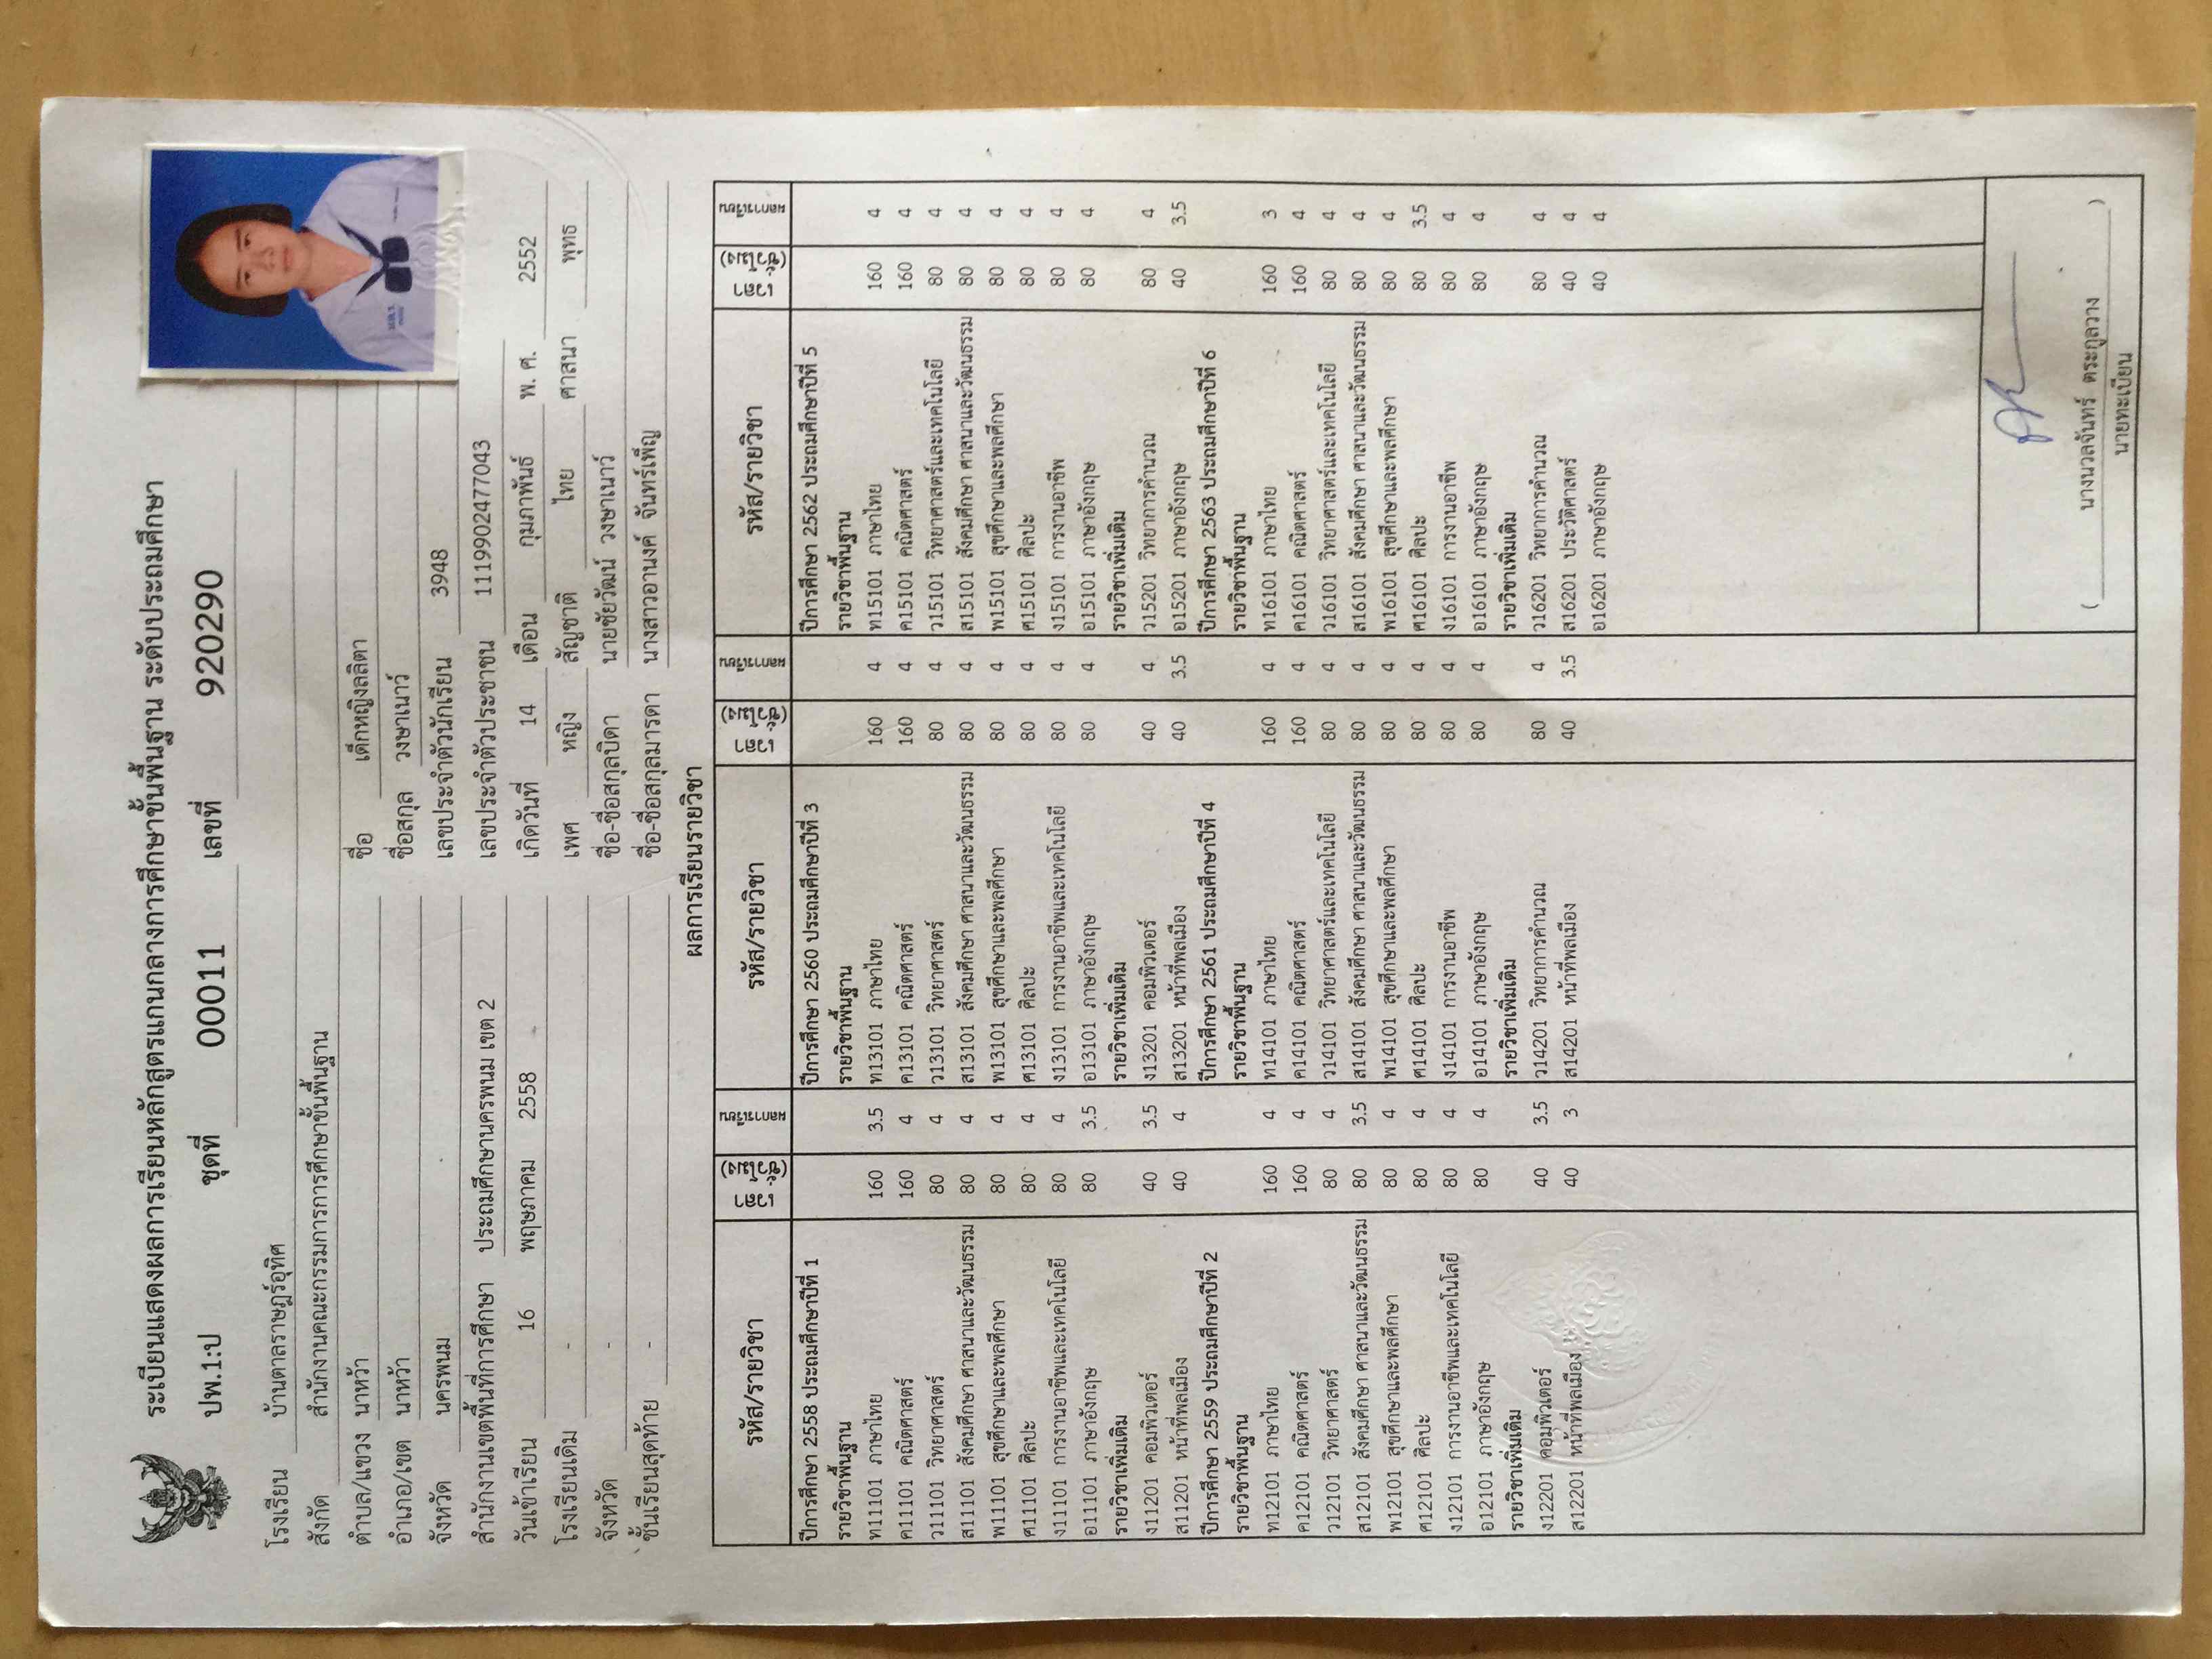 ระเบียนแสดงผลการเรียนหลักสูตรแกนกลางการศึกษาขั้นพื้นฐาน ระดับประถมศึกษา
ปพ.1:ป ชุดที่ 00011 เลขที่ 920290
โรงเรียน บ้านตาลราษฎร์อุทิศ
สังกัด สำนักงานคณะกรรมการการศึกษาขั้นพื้นฐาน
ตำบล/แขวง นาหว้า
อำเภอ/เขต นาหว้า
จังหวัด นครพนม
สำนักงานเขตพื้นที่การศึกษา ประถมศึกษานครพนม เขต 2
วันเข้าเรียน 16 พฤษภาคม 2558
โรงเรียนเดิม -
จังหวัด -
ชั้นเรียนสุดท้าย -
ชื่อ เด็กหญิงลลิตา
ชื่อสกุล วงษาเนาว์
เลขประจำตัวนักเรียน 3948
เลขประจำตัวประชาชน 1119902477043
เกิดวันที่ 14 เดือน กุมภาพันธ์ พ. ศ. 2552
เพศ หญิง สัญชาติ ไทย ศาสนา พุทธ
ชื่อ-ชื่อสกุลบิดา นายชัยวัฒน์ วงษาเนาว์
ชื่อ-ชื่อสกุลมารดา นางสาวอานงค์ จันทร์เพ็ญ
ผลการเรียนรายวิชา
รหัส/รายวิชา เวลา (ชั่วโมง) ผลการเรียน
ปีการศึกษา 2558 ประถมศึกษาปีที่ 1
รายวิชาพื้นฐาน
ท11101 ภาษาไทย 160 3.5
ค11101 คณิตศาสตร์ 160 4
ว11101 วิทยาศาสตร์ 80 4
ส11101 สังคมศึกษา ศาสนาและวัฒนธรรม 80 4
พ11101 สุขศึกษาและพลศึกษา 80 4
ศ11101 ศิลปะ 80 4
ง11101 การงานอาชีพและเทคโนโลยี 80 4
อ11101 ภาษาอังกฤษ 80 3.5
รายวิชาเพิ่มเติม
ง11201 คอมพิวเตอร์ 40 3.5
ส11201 หน้าที่พลเมือง 40 4
ปีการศึกษา 2559 ประถมศึกษาปีที่ 2
รายวิชาพื้นฐาน
ท12101 ภาษาไทย 160 4
ค12101 คณิตศาสตร์ 160 4
ว12101 วิทยาศาสตร์ 80 4
ส12101 สังคมศึกษา ศาสนาและวัฒนธรรม 80 3.5
พ12101 สุขศึกษาและพลศึกษา 80 4
ศ12101 ศิลปะ 80 4
ง12101 การงานอาชีพและเทคโนโลยี 80 4
อ12101 ภาษาอังกฤษ 80 4
รายวิชาเพิ่มเติม
ง12201 คอมพิวเตอร์ 40 3.5
ส12201 หน้าที่พลเมือง 40 3
รหัส/รายวิชา เวลา (ชั่วโมง) ผลการเรียน
ปีการศึกษา 2560 ประถมศึกษาปีที่ 3
รายวิชาพื้นฐาน
ท13101 ภาษาไทย 160 4
ค13101 คณิตศาสตร์ 160 4
ว13101 วิทยาศาสตร์ 80 4
ส13101 สังคมศึกษา ศาสนาและวัฒนธรรม 80 4
พ13101 สุขศึกษาและพลศึกษา 80 4
ศ13101 ศิลปะ 80 4
ง13101 การงานอาชีพและเทคโนโลยี 80 4
อ13101 ภาษาอังกฤษ 80 4
รายวิชาเพิ่มเติม
ง13201 คอมพิวเตอร์ 40 4
ส13201 หน้าที่พลเมือง 40 3.5
ปีการศึกษา 2561 ประถมศึกษาปีที่ 4
รายวิชาพื้นฐาน
ท14101 ภาษาไทย 160 4
ค14101 คณิตศาสตร์ 160 4
ว14101 วิทยาศาสตร์และเทคโนโลยี 80 4
ส14101 สังคมศึกษา ศาสนาและวัฒนธรรม 80 4
พ14101 สุขศึกษาและพลศึกษา 80 4
ศ14101 ศิลปะ 80 4
ง14101 การงานอาชีพ 80 4
อ14101 ภาษาอังกฤษ 80 4
รายวิชาเพิ่มเติม
ว14201 วิทยาการคำนวณ 80 4
ส14201 หน้าที่พลเมือง 40 3.5
รหัส/รายวิชา เวลา (ชั่วโมง) ผลการเรียน
ปีการศึกษา 2562 ประถมศึกษาปีที่ 5
รายวิชาพื้นฐาน
ท15101 ภาษาไทย 160 4
ค15101 คณิตศาสตร์ 160 4
ว15101 วิทยาศาสตร์และเทคโนโลยี 80 4
ส15101 สังคมศึกษา ศาสนาและวัฒนธรรม 80 4
พ15101 สุขศึกษาและพลศึกษา 80 4
ศ15101 ศิลปะ 80 4
ง15101 การงานอาชีพ 80 4
อ15101 ภาษาอังกฤษ 80 4
รายวิชาเพิ่มเติม
ว15201 วิทยาการคำนวณ 80 4
อ15201 ภาษาอังกฤษ 40 3.5
ปีการศึกษา 2563 ประถมศึกษาปีที่ 6
รายวิชาพื้นฐาน
ท16101 ภาษาไทย 160 3
ค16101 คณิตศาสตร์ 160 4
ว16101 วิทยาศาสตร์และเทคโนโลยี 80 4
ส16101 สังคมศึกษา ศาสนาและวัฒนธรรม 80 4
พ16101 สุขศึกษาและพลศึกษา 80 4
ศ16101 ศิลปะ 80 3.5
ง16101 การงานอาชีพ 80 4
อ16101 ภาษาอังกฤษ 80 4
รายวิชาเพิ่มเติม
ว16201 วิทยาการคำนวณ 80 4
ส16201 ประวัติศาสตร์ 40 4
อ16201 ภาษาอังกฤษ 40 4
( นางนวลจันทร์ ตระกูลวาง )
นายทะเบียน